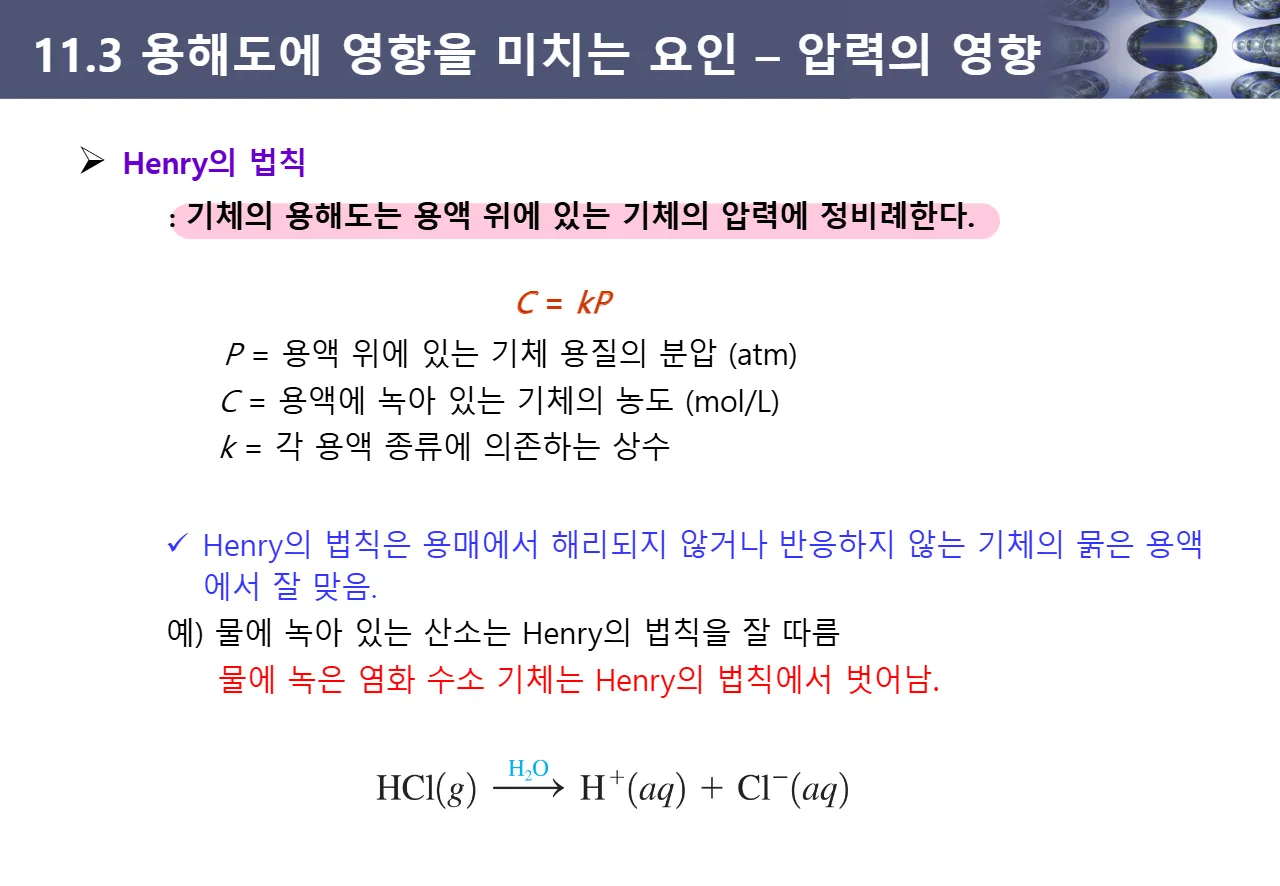 11.3 용해도에 영향을 미치는 요인 – 압력의 영향
➢ Henry의 법칙
: 기체의 용해도는 용액 위에 있는 기체의 압력에 정비례한다.
C = kP
P = 용액 위에 있는 기체 용질의 분압 (atm)
C = 용액에 녹아 있는 기체의 농도 (mol/L)
k = 각 용액 종류에 의존하는 상수
✓ Henry의 법칙은 용매에서 해리되지 않거나 반응하지 않는 기체의 묽은 용액
에서 잘 맞음.
예) 물에 녹아 있는 산소는 Henry의 법칙을 잘 따름
물에 녹은 염화 수소 기체는 Henry의 법칙에서 벗어남.
H₂O
HCl(g) ⟶ H⁺(aq) + Cl⁻(aq)